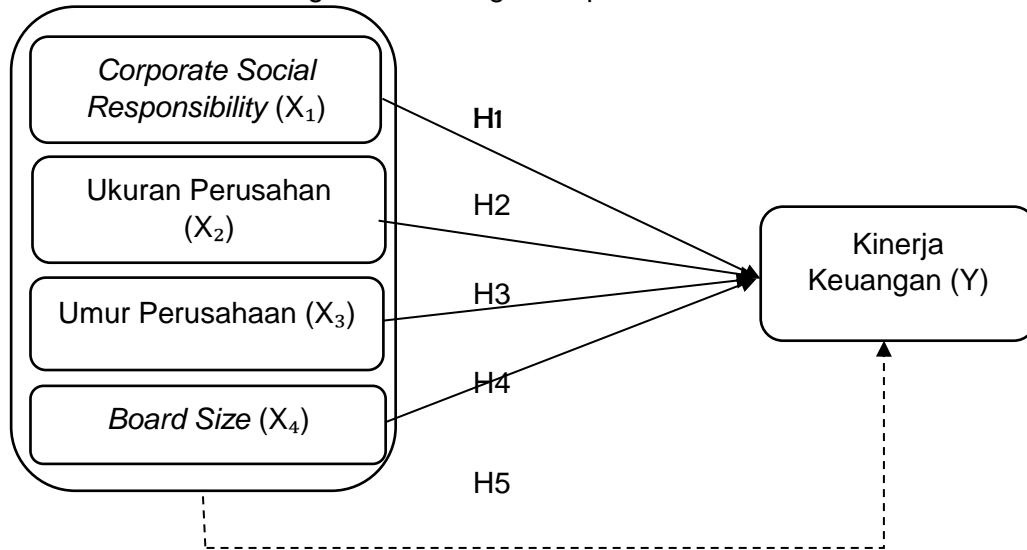 Corporate Social
Responsibility (X₁)
H1
Ukuran Perusahan
(X₂)
H2
Kinerja
Keuangan (Y)
Umur Perusahaan (X₃)
H3
Board Size (X₄)
H4
H5